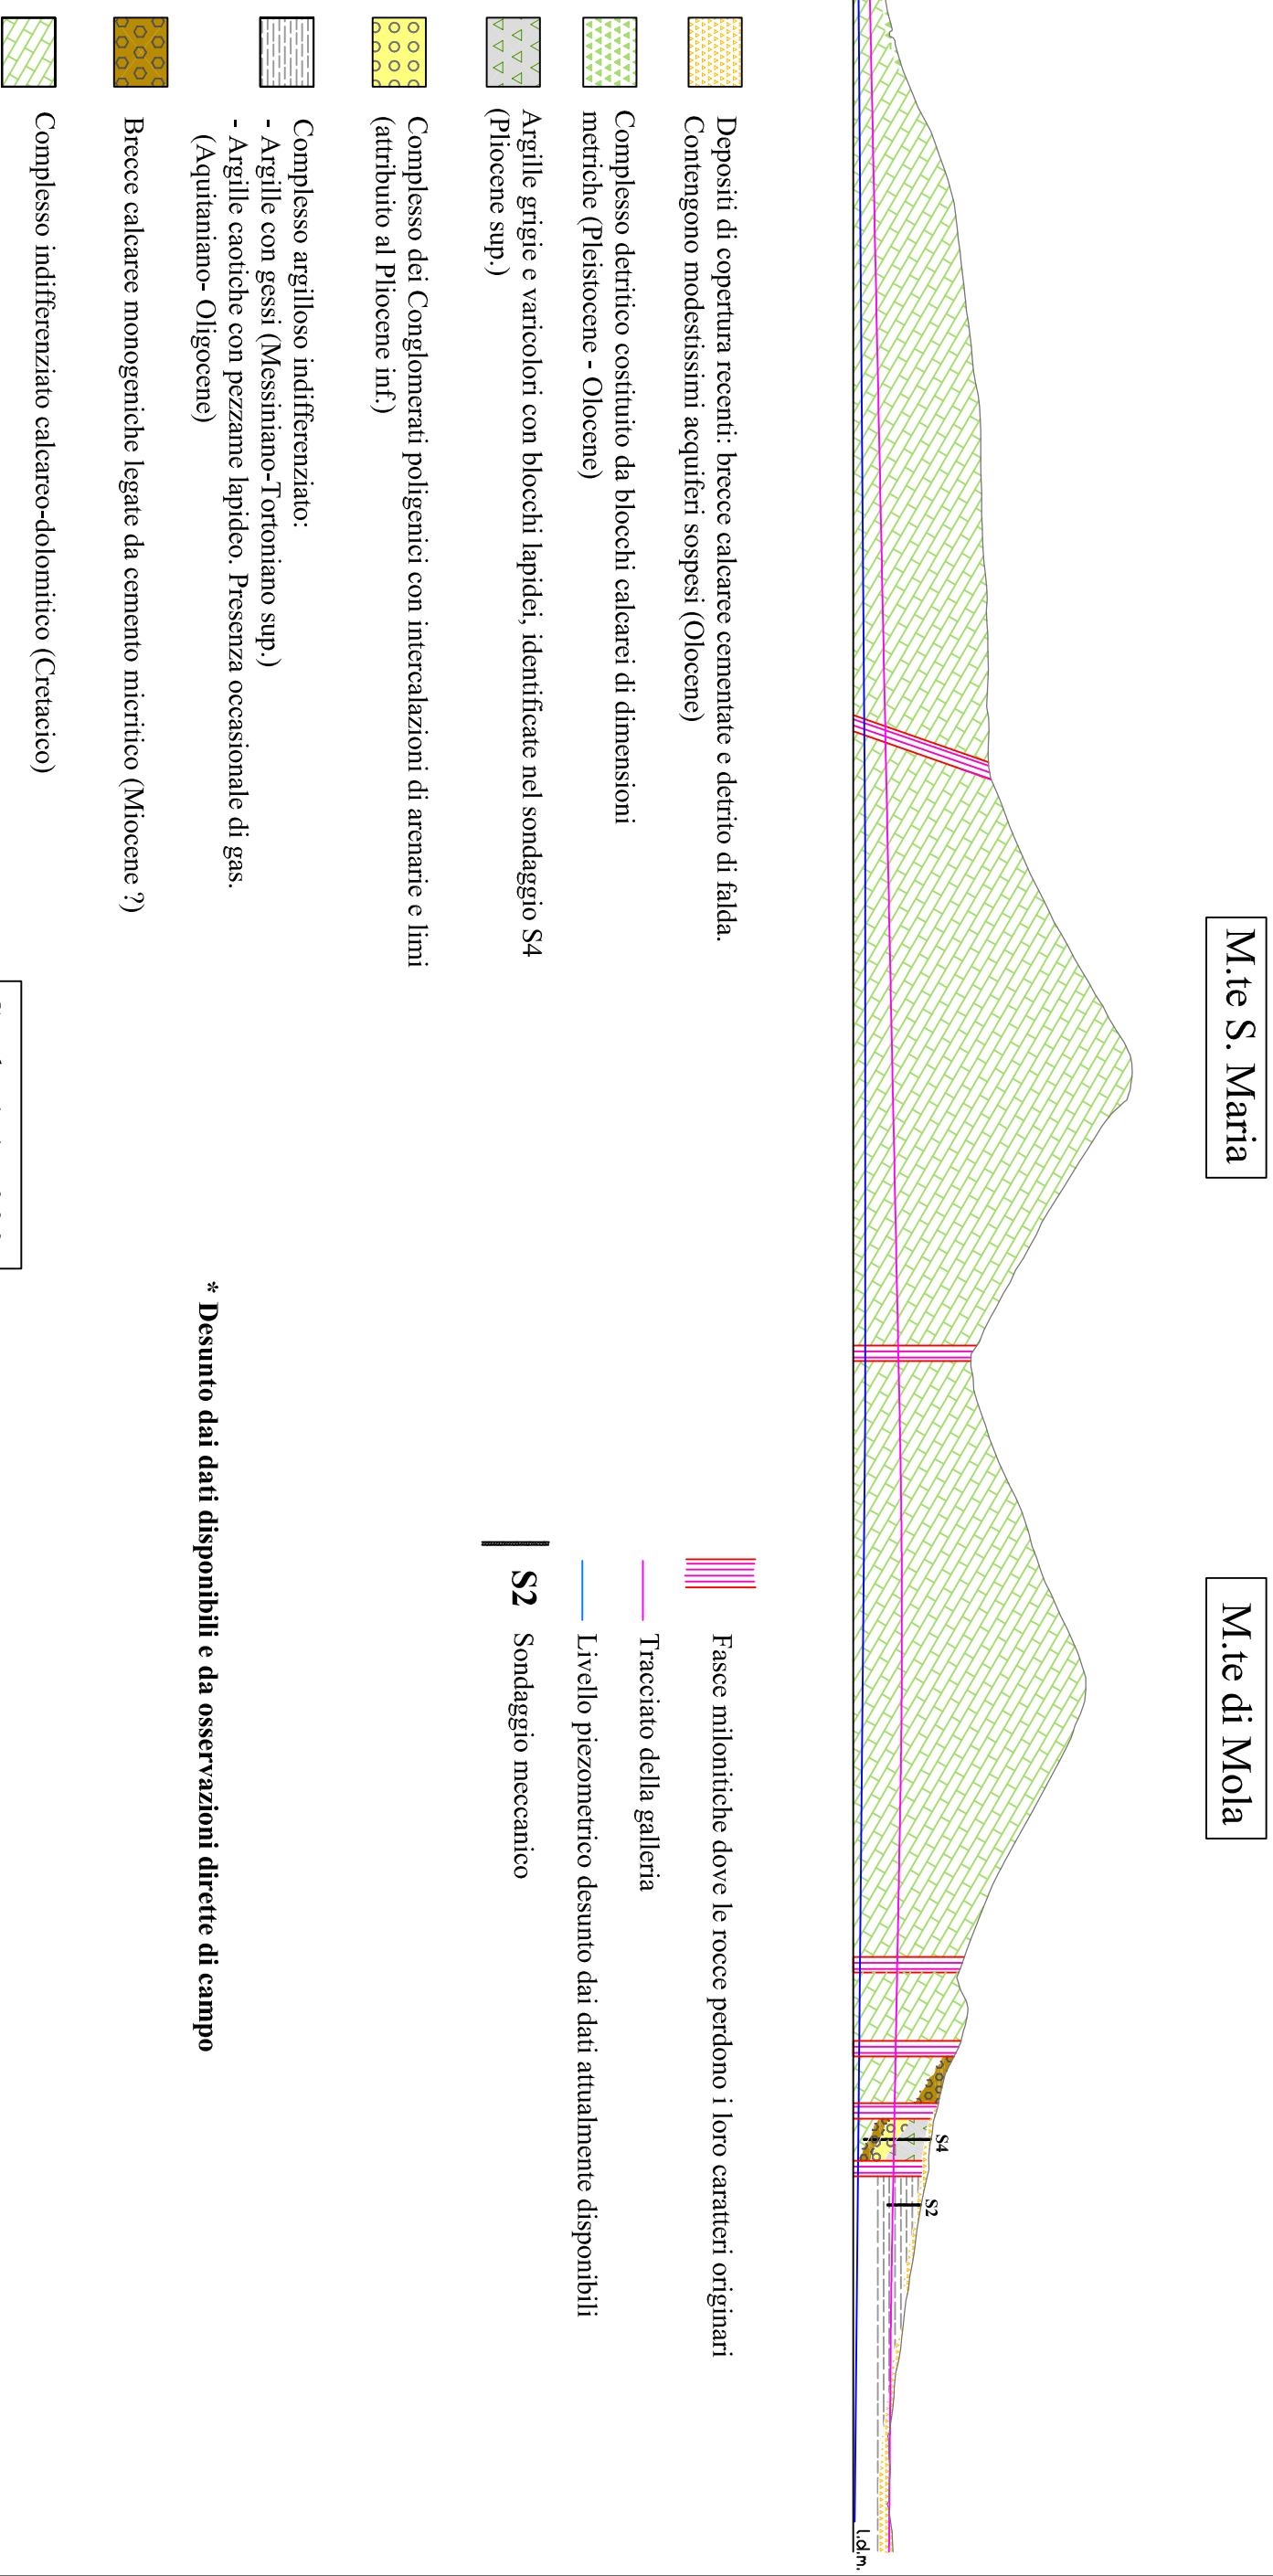 M.te S. Maria
M.te di Mola
S4
S2
l.d.m.
Depositi di copertura recenti: brecce calcaree cementate e detrito di falda.
Contengono modestissimi acquiferi sospesi (Olocene)
Complesso detritico costituito da blocchi calcarei di dimensioni
metriche (Pleistocene - Olocene)
Argille grigie e varicolori con blocchi lapidei, identificate nel sondaggio S4
(Pliocene sup.)
Complesso dei Conglomerati poligenici con intercalazioni di arenarie e limi
(attribuito al Pliocene inf.)
Complesso argilloso indifferenziato:
- Argille con gessi (Messiniano-Tortoniano sup.)
- Argille caotiche con pezzame lapideo. Presenza occasionale di gas.
(Aquitaniano- Oligocene)
Brecce calcaree monogeniche legate da cemento micritico (Miocene ?)
Complesso indifferenziato calcareo-dolomitico (Cretacico)
Fasce milonitiche dove le rocce perdono i loro caratteri originari
Tracciato della galleria
Livello piezometrico desunto dai dati attualmente disponibili
S2 Sondaggio meccanico
* Desunto dai dati disponibili e da osservazioni dirette di campo